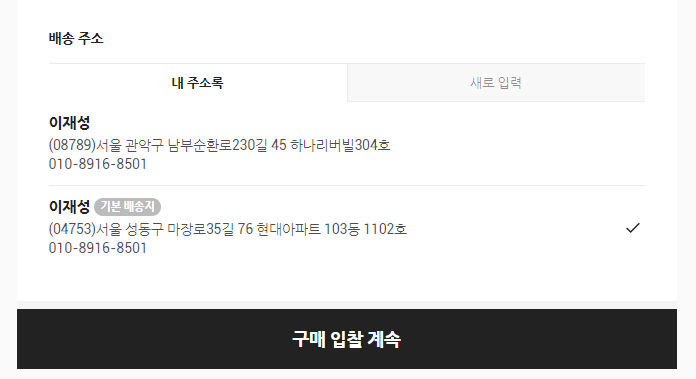 배송 주소
내 주소록
새로 입력
이재성
(08789)서울 관악구 남부순환로230길 45 하나리버빌304호
010-8916-8501
이재성 기본 배송지
(04753)서울 성동구 마장로35길 76 현대아파트 103동 1102호
010-8916-8501
구매 입찰 계속